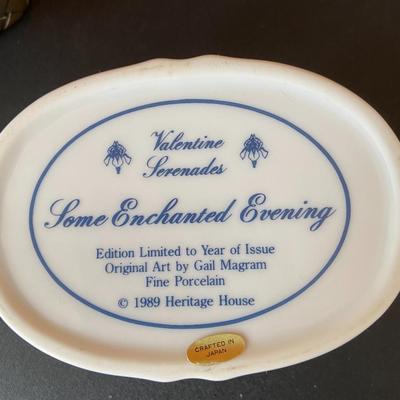 Valentine
Serenades
Some Enchanted Evening
Edition Limited to Year of Issue
Original Art by Gail Magram
Fine Porcelain
© 1989 Heritage House
CRAFTED IN
JAPAN